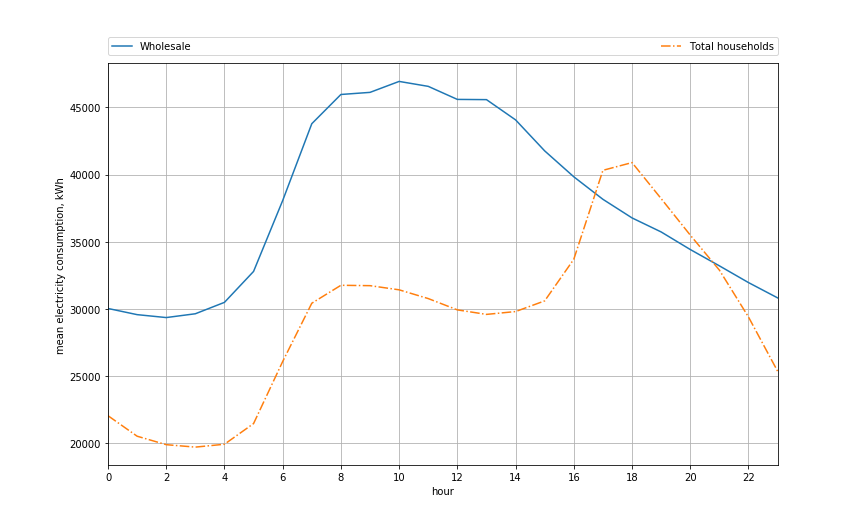 Wholesale
Total households
mean electricity consumption, kWh
45000
40000
35000
30000
25000
20000
0 2 4 6 8 10 12 14 16 18 20 22
hour